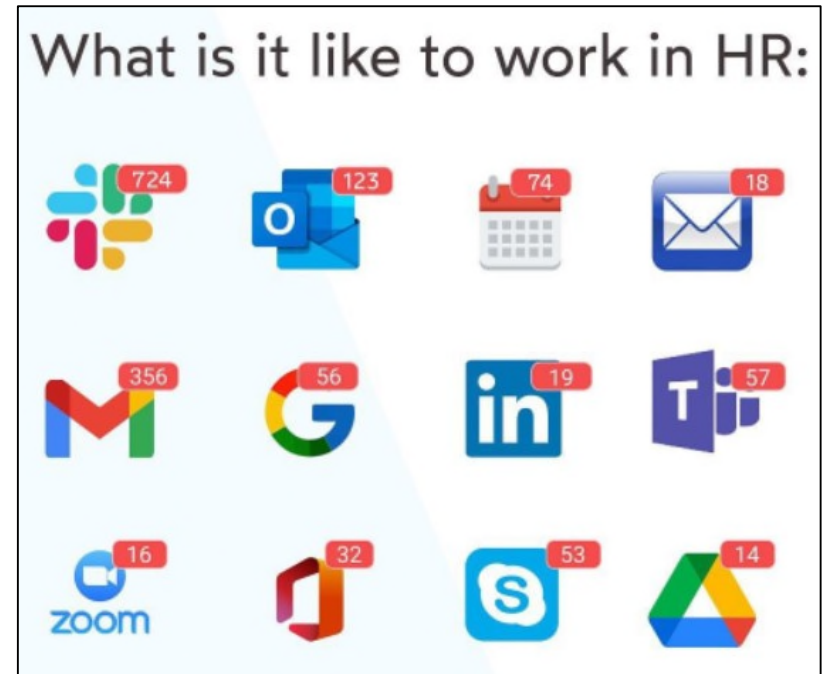 What is it like to work in HR:
724 123 74 18
O
356 56 19 57
in T
16 32 53 14
S
zoom